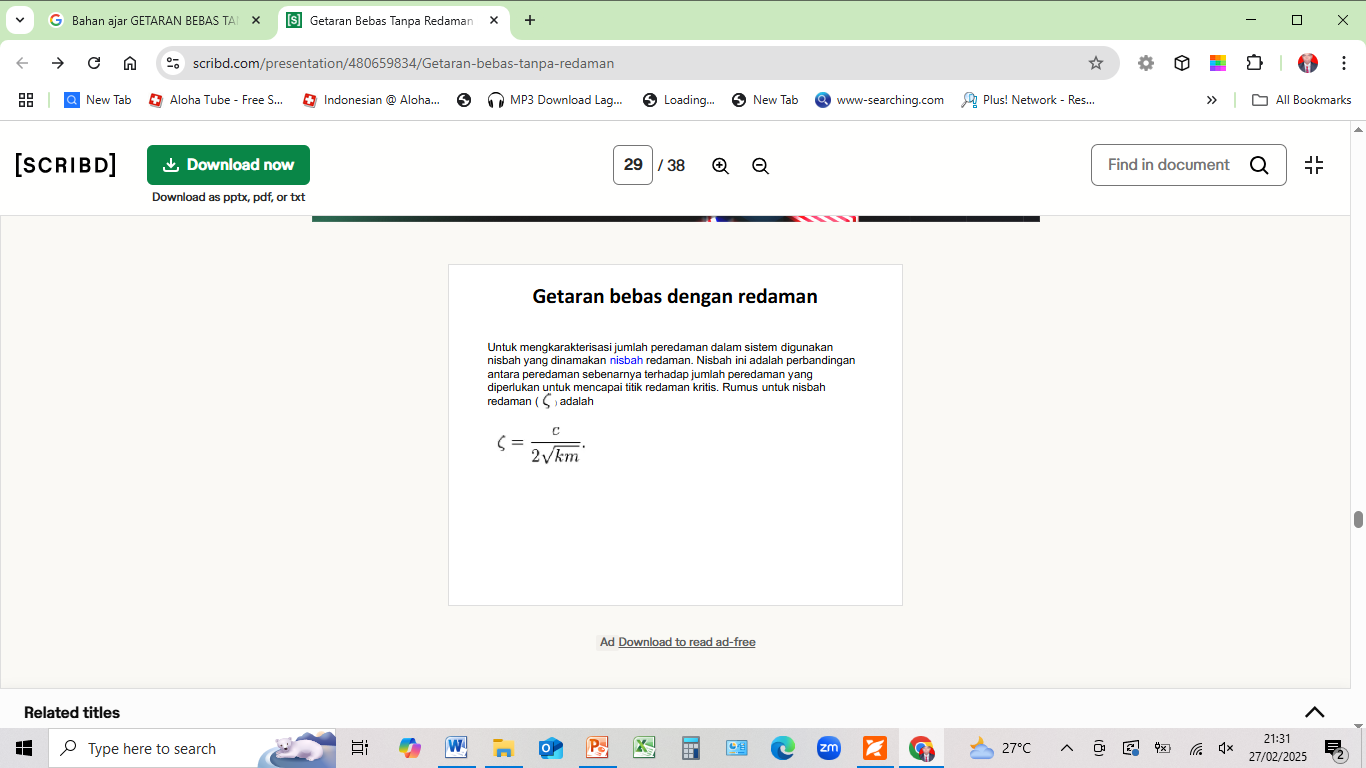 Bahan ajar GETARAN BEBAS TA
Getaran Bebas Tanpa Redaman
scribd.com/presentation/480659834/Getaran-bebas-tanpa-redaman
New Tab
Aloha Tube - Free S...
Indonesian @ Aloha...
MP3 Download Lag...
Loading...
New Tab
www-searching.com
Plus! Network - Res...
All Bookmarks
[SCRIBD]
Download now
Download as pptx, pdf, or txt
29 / 38
Find in document
Getaran bebas dengan redaman
Untuk mengkarakterisasi jumlah peredaman dalam sistem digunakan
nisbah yang dinamakan nisbah redaman. Nisbah ini adalah perbandingan
antara peredaman sebenarnya terhadap jumlah peredaman yang
diperlukan untuk mencapai titik redaman kritis. Rumus untuk nisbah
redaman ( ζ ) adalah
ζ = c / 2√km.
Ad Download to read ad-free
Related titles
Type here to search
zm
27°C
21:31
27/02/2025
2